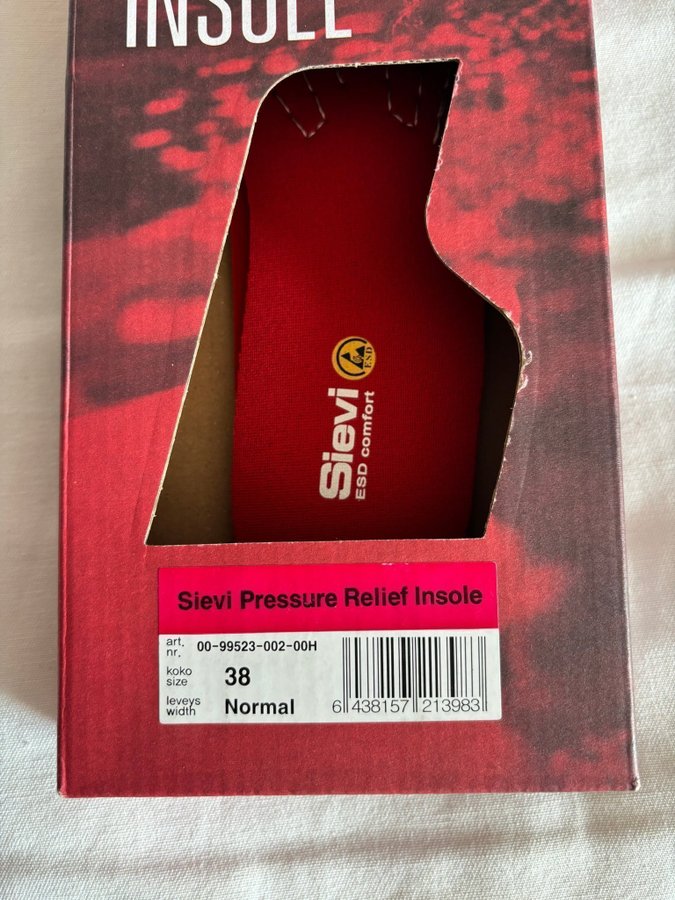 INSOLE
Sievi
ESD comfort
ESD
Sievi Pressure Relief Insole
art.
nr. 00-99523-002-00H
koko
size 38
leveys
width Normal
6 438157 213983